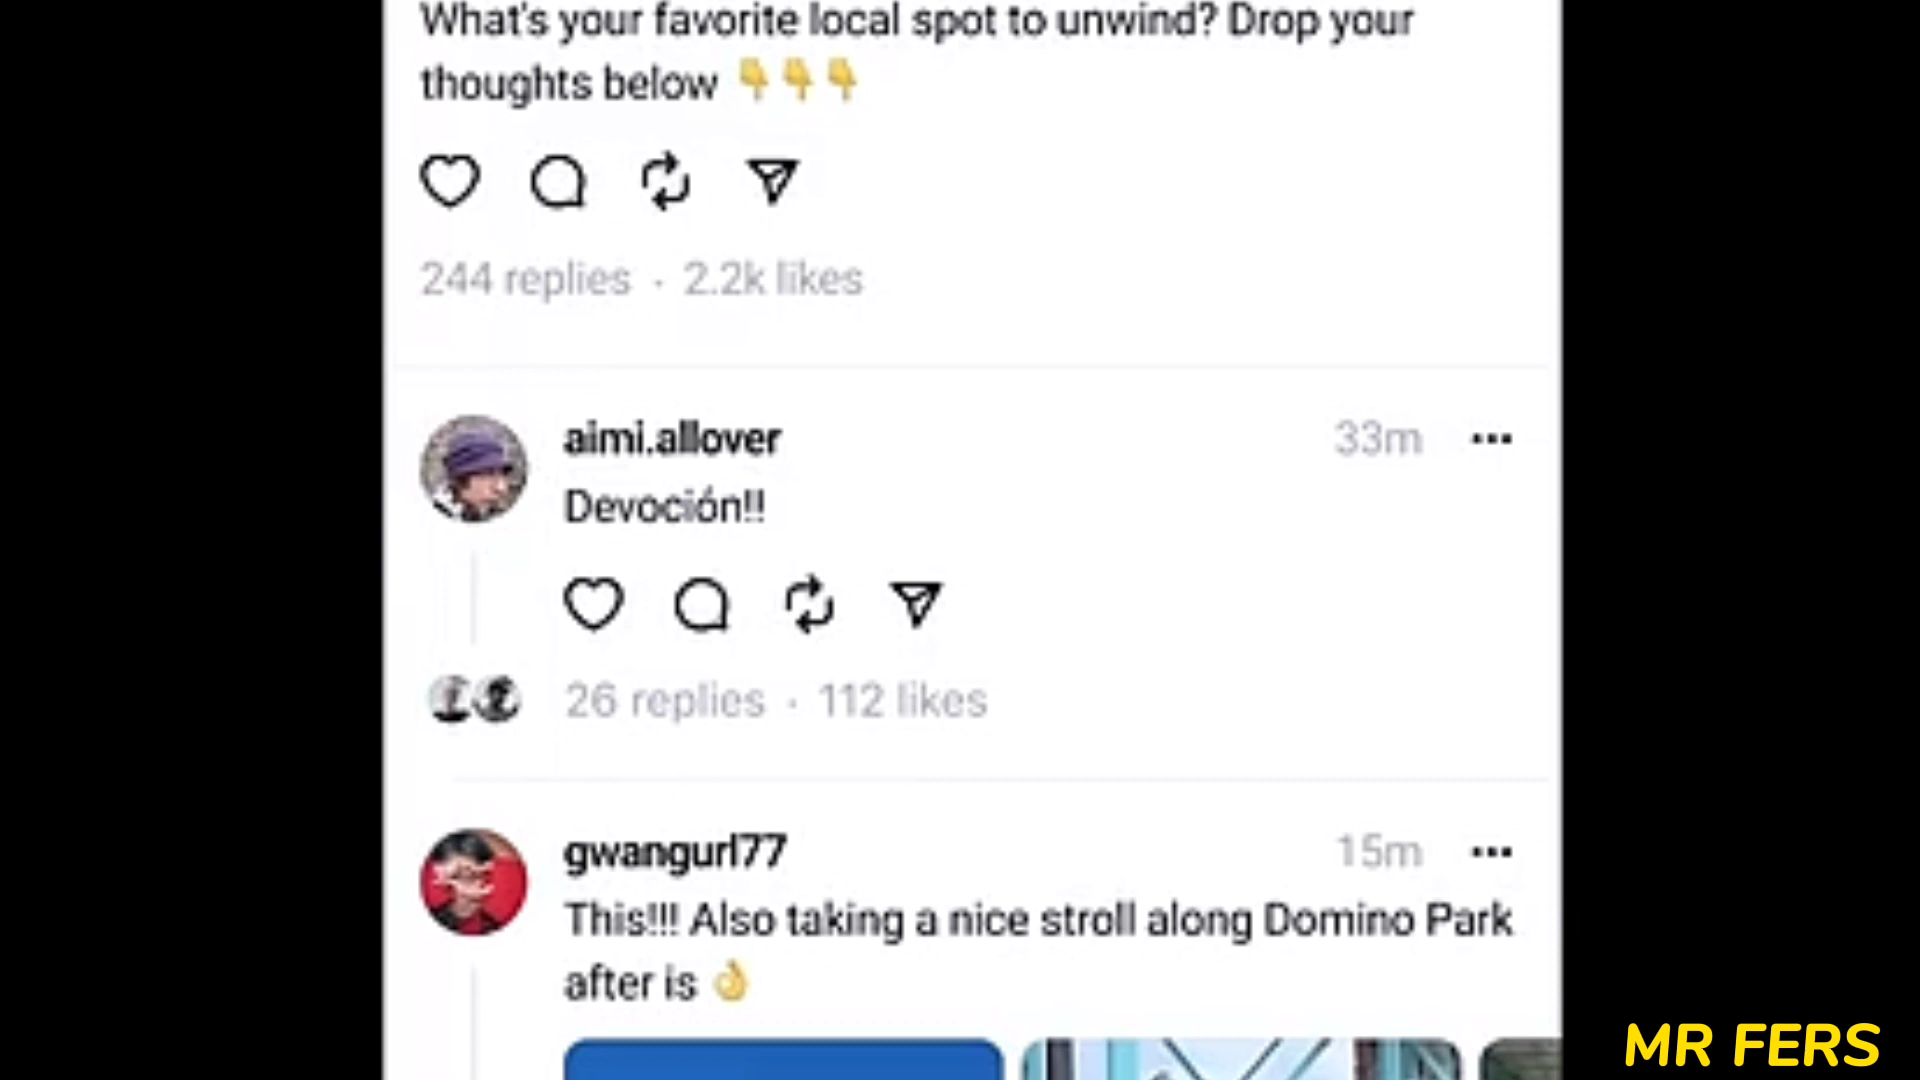 What's your favorite local spot to unwind? Drop your
thoughts below 👇👇👇
244 replies · 2.2k likes
aimi.allover 33m
Devoción!!
26 replies · 112 likes
gwangurl77 15m
This!!! Also taking a nice stroll along Domino Park
after is 👌
MR FERS